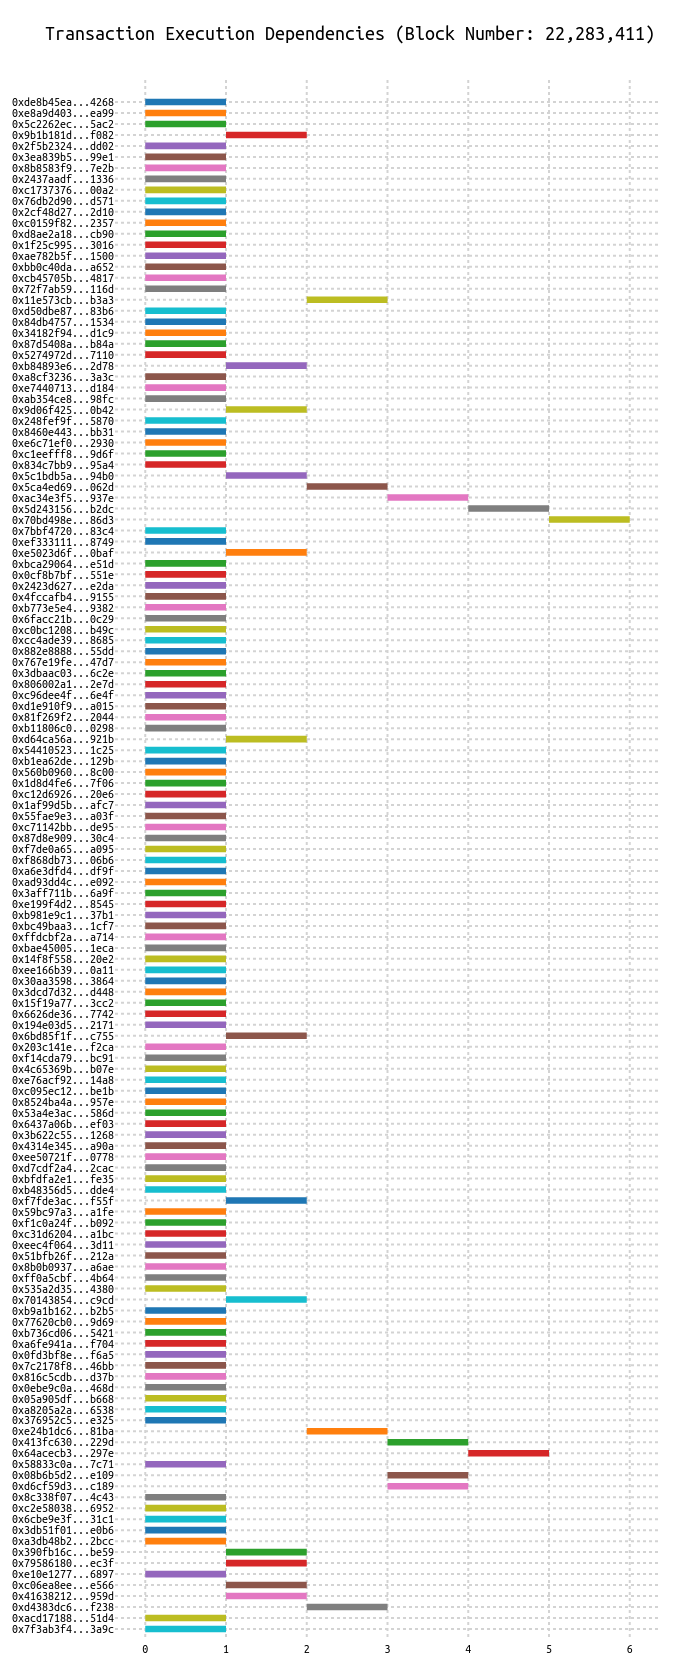 Transaction Execution Dependencies (Block Number: 22,283,411)
0xde8b45ea...4268
0xe8a9d403...ea99
0x5c2262ec...5ac2
0x9b1b181d...f082
0x2f5b2324...dd02
0x3ea839b5...99e1
0x8b8583f9...7e2b
0x2437aadf...1336
0xc1737376...00a2
0x76db2d90...d571
0x2cf48d27...2d10
0xc0159f82...2357
0xd8ae2a18...cb90
0x1f25c995...3016
0xae782b5f...1500
0xbb0c40da...a652
0xcb45705b...4817
0x72f7ab59...116d
0x11e573cb...b3a3
0xd50dbe87...83b6
0x84db4757...1534
0x34182f94...d1c9
0x87d5408a...b84a
0x5274972d...7110
0xb84893e6...2d78
0xa8cf3236...3a3c
0xe7440713...d184
0xab354ce8...98fc
0x9d06f425...0b42
0x248fef9f...5870
0x8460e443...bb31
0xe6c71ef0...2930
0xc1eefff8...9d6f
0x834c7bb9...95a4
0x5c1bdb5a...94b0
0x5ca4ed69...062d
0xac34e3f5...937e
0x5d243156...b2dc
0x70bd498e...86d3
0x7bbf4720...83c4
0xef333111...8749
0xe5023d6f...0baf
0xbca29064...e51d
0x0cf8b7bf...551e
0x2423d627...e2da
0x4fccafb4...9155
0xb773e5e4...9382
0x6facc21b...0c29
0xc0bc1208...b49c
0xcc4ade39...8685
0x882e8888...55dd
0x767e19fe...47d7
0x3dbaac03...6c2e
0x806002a1...2e7d
0xc96dee4f...6e4f
0xd1e910f9...a015
0x81f269f2...2044
0xb11806c0...0298
0xd64ca56a...921b
0x54410523...1c25
0xb1ea62de...129b
0x560b0960...8c00
0x1d8d4fe6...7f06
0xc12d6926...20e6
0x1af99d5b...afc7
0x55fae9e3...a03f
0xc71142bb...de95
0x87d8e909...30c4
0xf7de0a65...a095
0xf868db73...06b6
0xa6e3dfd4...df9f
0xad93dd4c...e092
0x3aff711b...6a9f
0xe199f4d2...8545
0xb981e9c1...37b1
0xbc49baa3...1cf7
0xffdcbf2a...a714
0xbae45005...1eca
0x14f8f558...20e2
0xee166b39...0a11
0x30aa3598...3864
0x3dcd7d32...d448
0x15f19a77...3cc2
0x6626de36...7742
0x194e03d5...2171
0x6bd85f1f...c755
0x203c141e...f2ca
0xf14cda79...bc91
0x4c65369b...b07e
0xe76acf92...14a8
0xc095ec12...be1b
0x8524ba4a...957e
0x53a4e3ac...586d
0x6437a06b...ef03
0x3b622c55...1268
0x4314e345...a90a
0xee50721f...0778
0xd7cdf2a4...2cac
0xbfdfa2e1...fe35
0xb48356d5...dde4
0xf7fde3ac...f55f
0x59bc97a3...a1fe
0xf1c0a24f...b092
0xc31d6204...a1bc
0xeec4f064...3d11
0x51bfb26f...212a
0x8b0b0937...a6ae
0xff0a5cbf...4b64
0x535a2d35...4380
0x70143854...c9cd
0xb9a1b162...b2b5
0x77620cb0...9d69
0xb736cd06...5421
0xa6fe941a...f704
0x0fd3bf8e...f6a5
0x7c2178f8...46bb
0x816c5cdb...d37b
0x0ebe9c0a...468d
0x05a905df...b668
0xa8205a2a...6538
0x376952c5...e325
0xe24b1dc6...81ba
0x413fc630...229d
0x64acecb3...297e
0x58833c0a...7c71
0x08b6b5d2...e109
0xd6cf59d3...c189
0x8c338f07...4c43
0xc2e58038...6952
0x6cbe9e3f...31c1
0x3db51f01...e0b6
0xa3db48b2...2bcc
0x390fb16c...be59
0x79586180...ec3f
0xe10e1277...6897
0xc06ea8ee...e566
0x41638212...959d
0xd4383dc6...f238
0xacd17188...51d4
0x7f3ab3f4...3a9c
0 1 2 3 4 5 6